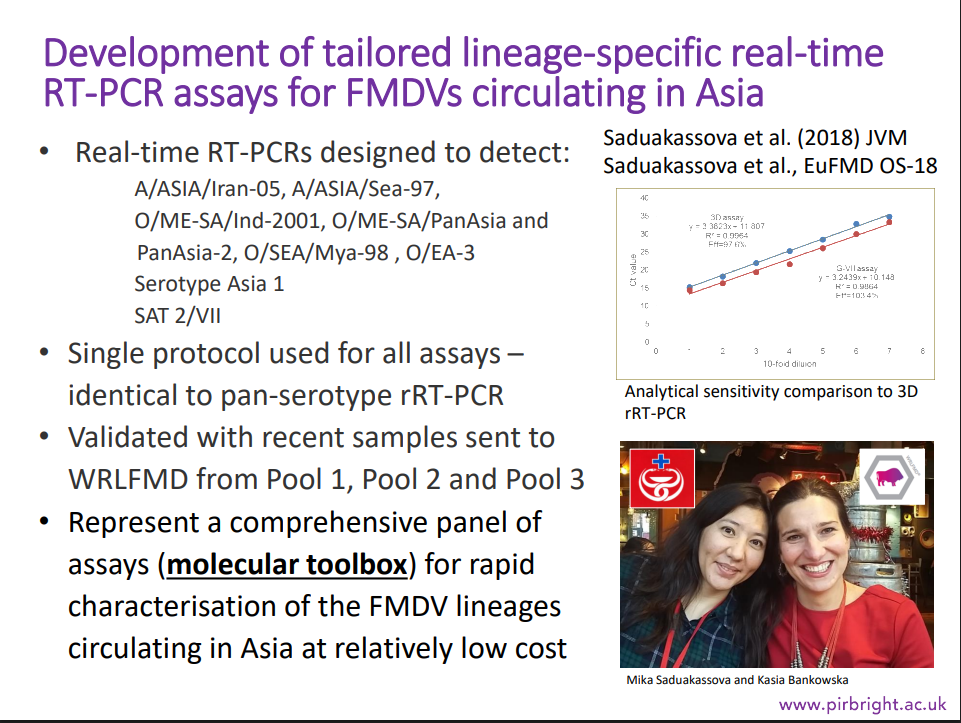 Development of tailored lineage-specific real-time
RT-PCR assays for FMDVs circulating in Asia
• Real-time RT-PCRs designed to detect:
A/ASIA/Iran-05, A/ASIA/Sea-97,
O/ME-SA/Ind-2001, O/ME-SA/PanAsia and
PanAsia-2, O/SEA/Mya-98 , O/EA-3
Serotype Asia 1
SAT 2/VII
• Single protocol used for all assays –
identical to pan-serotype rRT-PCR
• Validated with recent samples sent to
WRLFMD from Pool 1, Pool 2 and Pool 3
• Represent a comprehensive panel of
assays (molecular toolbox) for rapid
characterisation of the FMDV lineages
circulating in Asia at relatively low cost
Saduakassova et al. (2018) JVM
Saduakassova et al., EuFMD OS-18
40
35
30
25
20
15
10
5
0
Ct value
3D assay
R² = 0.9964
Eff=97.6%
G-VII assay
y = 3.2439x + 10.148
R² = 0.9864
Eff=103.4%
0 1 2 3 4 5 6 7 8
10-fold dilution
Analytical sensitivity comparison to 3D
rRT-PCR
Mika Saduakassova and Kasia Bankowska
www.pirbright.ac.uk